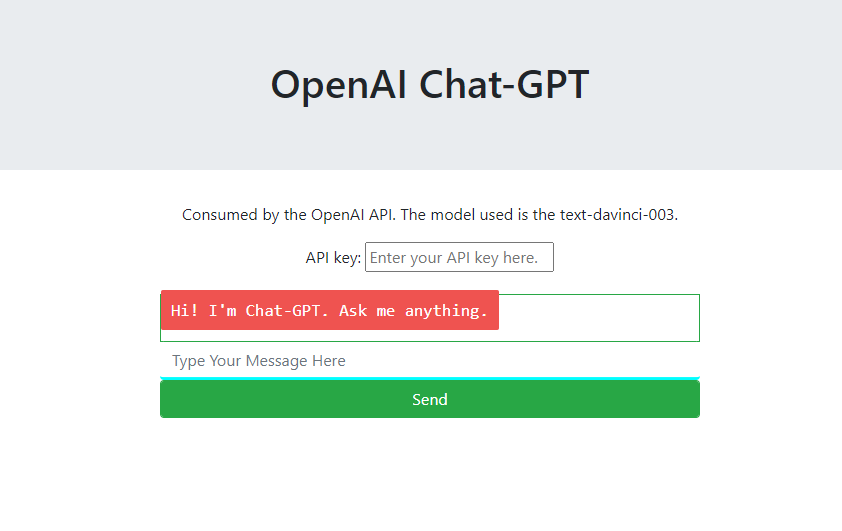 OpenAI Chat-GPT
Consumed by the OpenAI API. The model used is the text-davinci-003.
API key: Enter your API key here.
Hi! I'm Chat-GPT. Ask me anything.
Type Your Message Here
Send